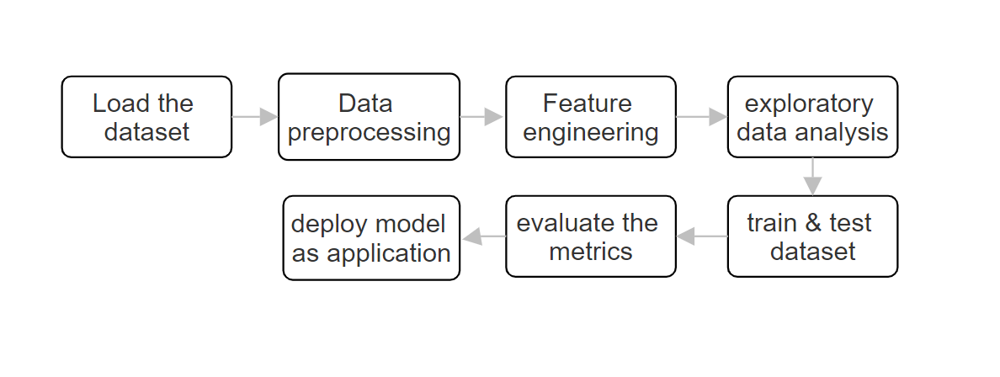 Load the
dataset
Data
preprocessing
Feature
engineering
exploratory
data analysis
train & test
dataset
evaluate the
metrics
deploy model
as application